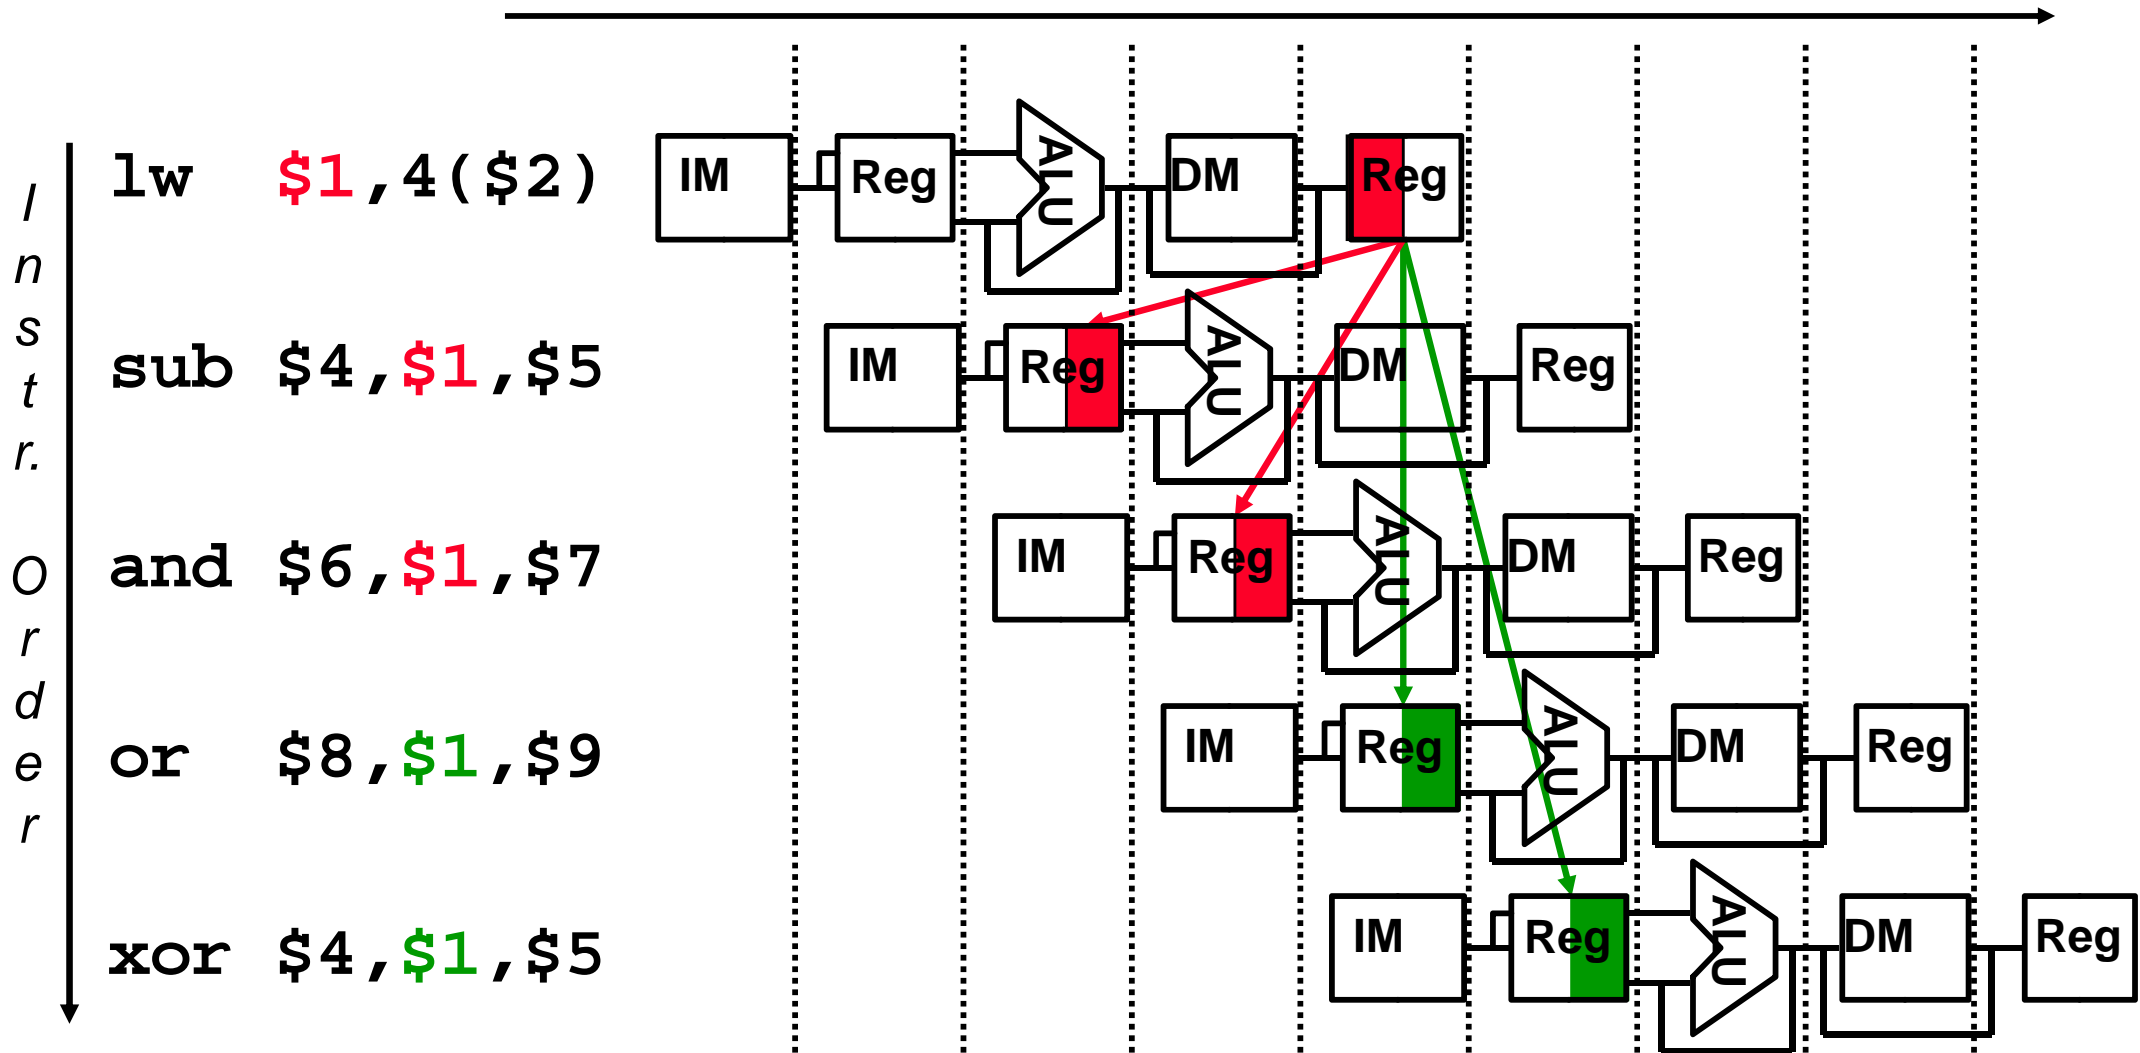 Instr. Order
lw $1,4($2) IM Reg ALU DM Reg
sub $4,$1,$5 IM Reg ALU DM Reg
and $6,$1,$7 IM Reg ALU DM Reg
or $8,$1,$9 IM Reg ALU DM Reg
xor $4,$1,$5 IM Reg ALU DM Reg